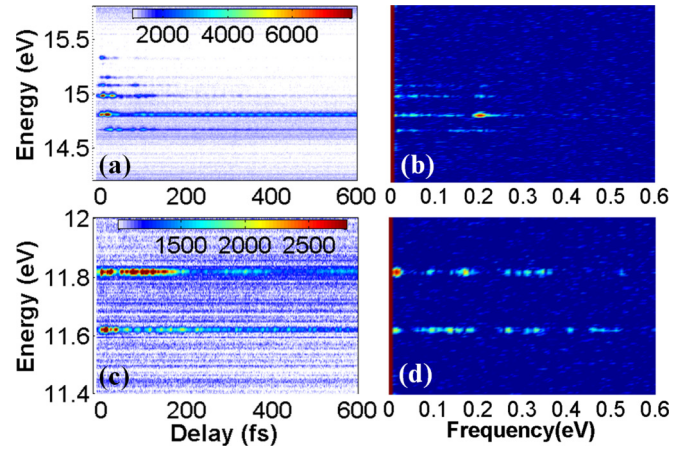 2000 4000 6000
15.5
15
14.5
Energy (eV)
(a)
0 200 400 600
(b)
0 0.1 0.2 0.3 0.4 0.5 0.6
1500 2000 2500
12
11.8
11.6
11.4
Energy (eV)
(c)
0 200 400 600
Delay (fs)
(d)
0 0.1 0.2 0.3 0.4 0.5 0.6
Frequency(eV)